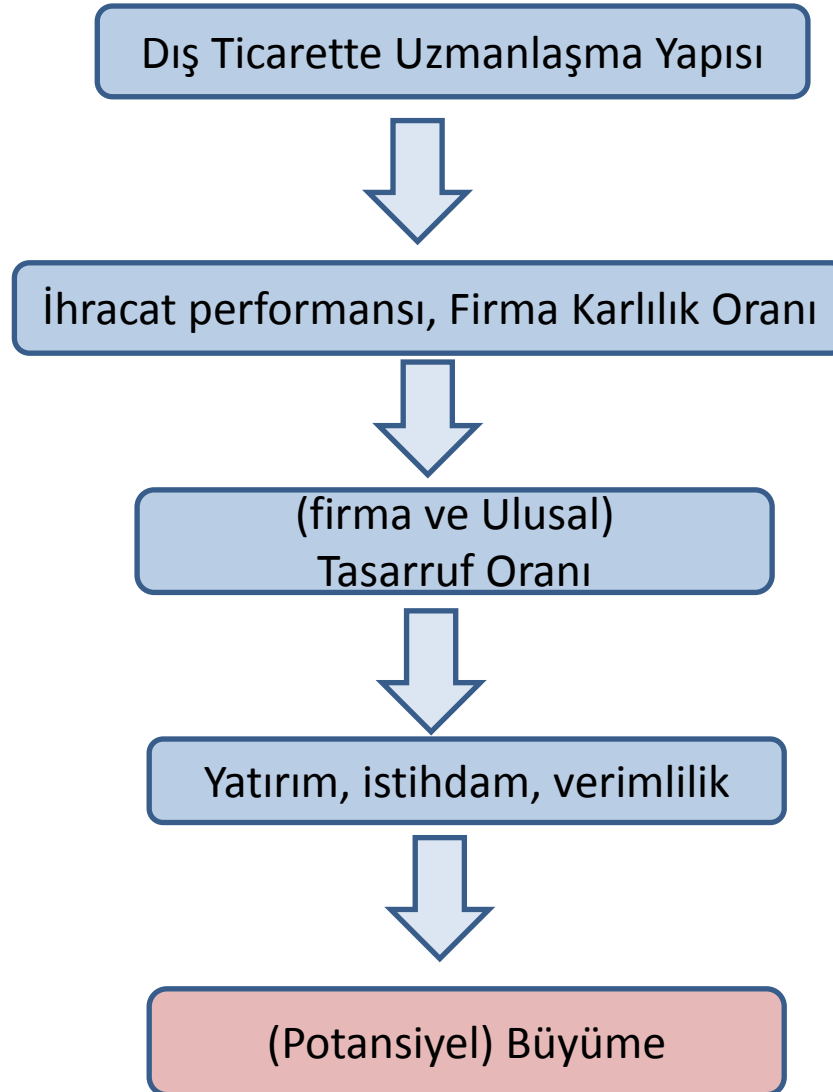 Dış Ticarette Uzmanlaşma Yapısı
İhracat performansı, Firma Karlılık Oranı
(firma ve Ulusal)
Tasarruf Oranı
Yatırım, istihdam, verimlilik
(Potansiyel) Büyüme